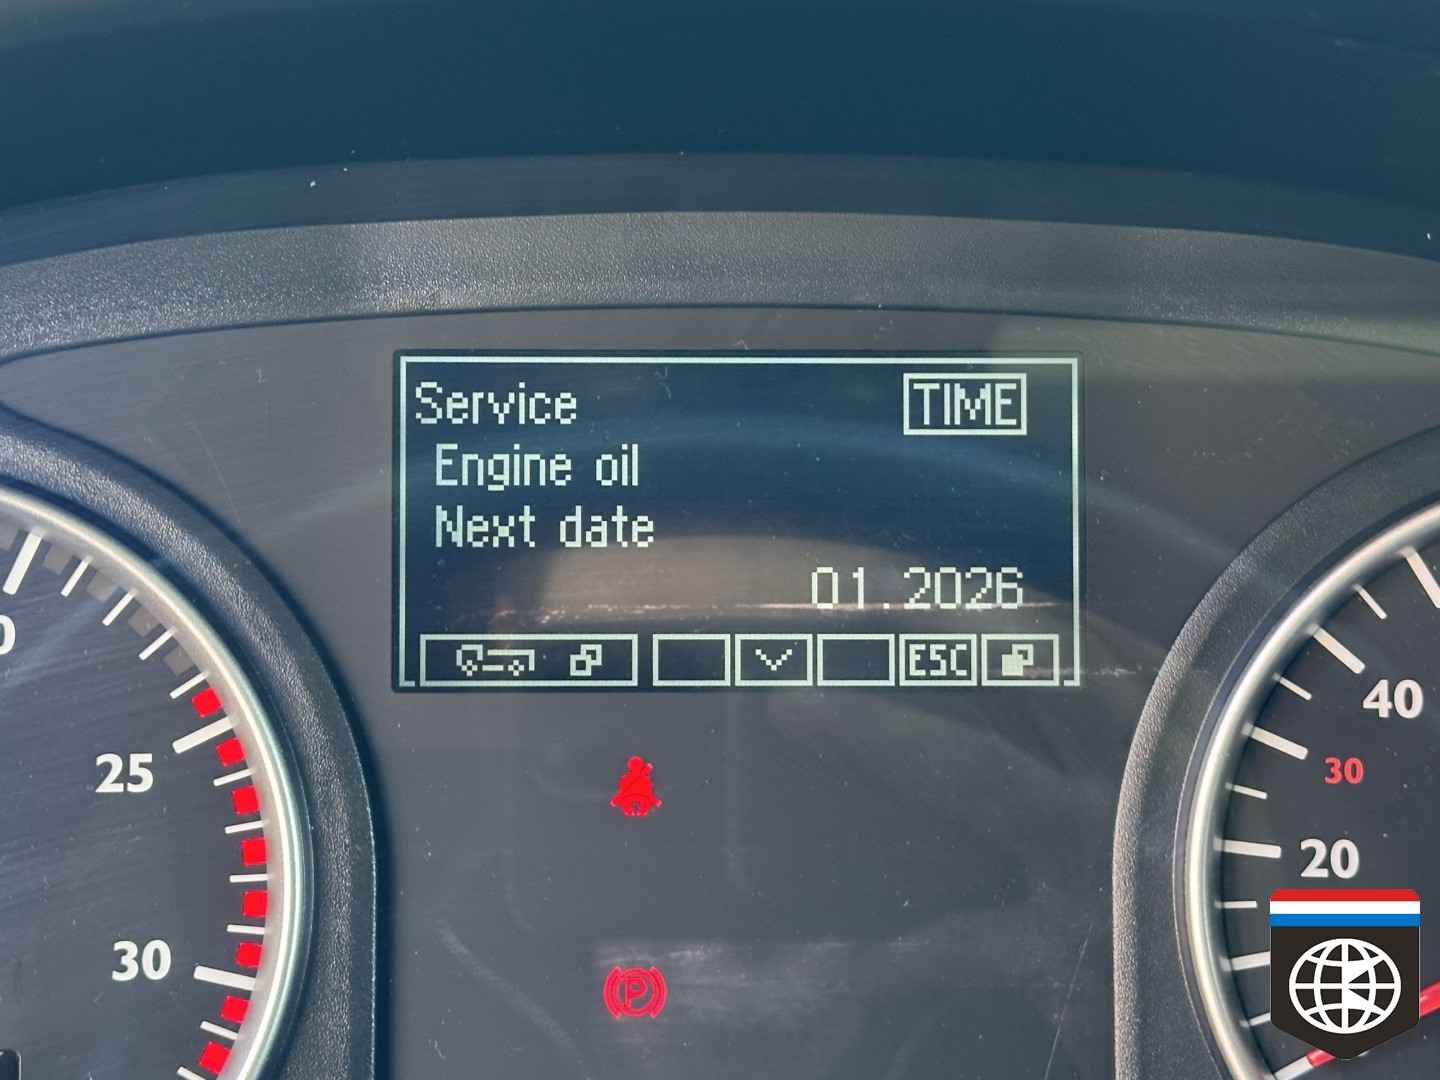 Service TIME
Engine oil
Next date
01.2026
ESC
25
30
40
30
20
P